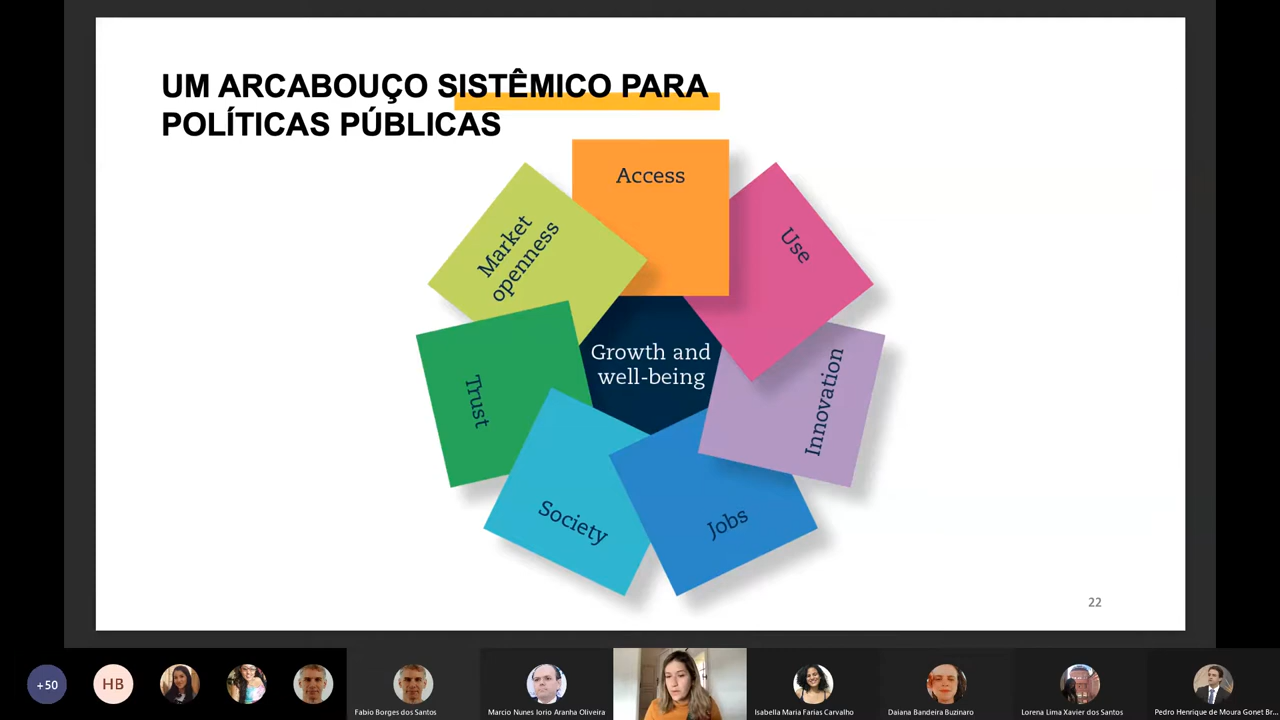 UM ARCABOUÇO SISTÊMICO PARA
POLÍTICAS PÚBLICAS
Access
Use
Market
openness
Growth and
well-being
Innovation
Trust
Society
Jobs
22
+50
HB
Fabio Borges dos Santos
Marcio Nunes Iorio Aranha Oliveira
Isabella Maria Farias Carvalho
Daiana Bandeira Buzinaro
Lorena Lima Xavier dos Santos
Pedro Henrique de Moura Gonet Br...